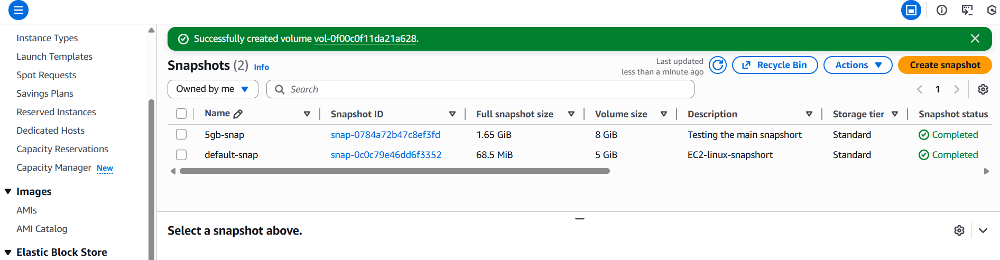 Instance Types
Launch Templates
Spot Requests
Savings Plans
Reserved Instances
Dedicated Hosts
Capacity Reservations
Capacity Manager New
Images
AMIs
AMI Catalog
Elastic Block Store
Successfully created volume vol-0f00c0f11da21a628.
Snapshots (2) Info
Last updated
less than a minute ago
Recycle Bin
Actions
Create snapshot
Owned by me
Search
1
Name Snapshot ID Full snapshot size Volume size Description Storage tier Snapshot status
5gb-snap snap-0784a72b47c8ef3fd 1.65 GiB 8 GiB Testing the main snapshort Standard Completed
default-snap snap-0c0c79e46dd6f3352 68.5 MiB 5 GiB EC2-linux-snapshort Standard Completed
Select a snapshot above.